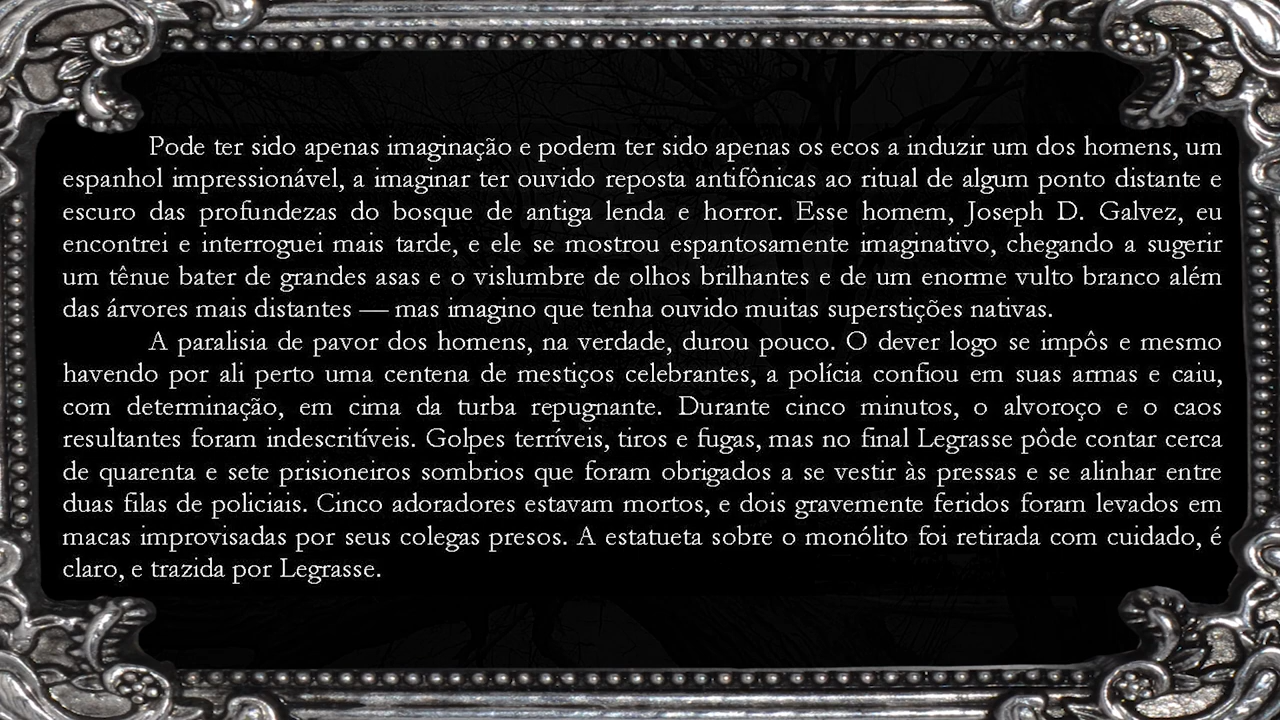 Pode ter sido apenas imaginação e podem ter sido apenas os ecos a induzir um dos homens, um
espanhol impressionável, a imaginar ter ouvido reposta antifônicas ao ritual de algum ponto distante e
escuro das profundezas do bosque de antiga lenda e horror. Esse homem, Joseph D. Galvez, eu
encontrei e interroguei mais tarde, e ele se mostrou espantosamente imaginativo, chegando a sugerir
um tênue bater de grandes asas e o vislumbre de olhos brilhantes e de um enorme vulto branco além
das árvores mais distantes — mas imagino que tenha ouvido muitas superstições nativas.
A paralisia de pavor dos homens, na verdade, durou pouco. O dever logo se impôs e mesmo
havendo por ali perto uma centena de mestiços celebrantes, a polícia confiou em suas armas e caiu,
com determinação, em cima da turba repugnante. Durante cinco minutos, o alvoroço e o caos
resultantes foram indescritíveis. Golpes terríveis, tiros e fugas, mas no final Legrasse pôde contar cerca
de quarenta e sete prisioneiros sombrios que foram obrigados a se vestir às pressas e se alinhar entre
duas filas de policiais. Cinco adoradores estavam mortos, e dois gravemente feridos foram levados em
macas improvisadas por seus colegas presos. A estatueta sobre o monólito foi retirada com cuidado, é
claro, e trazida por Legrasse.